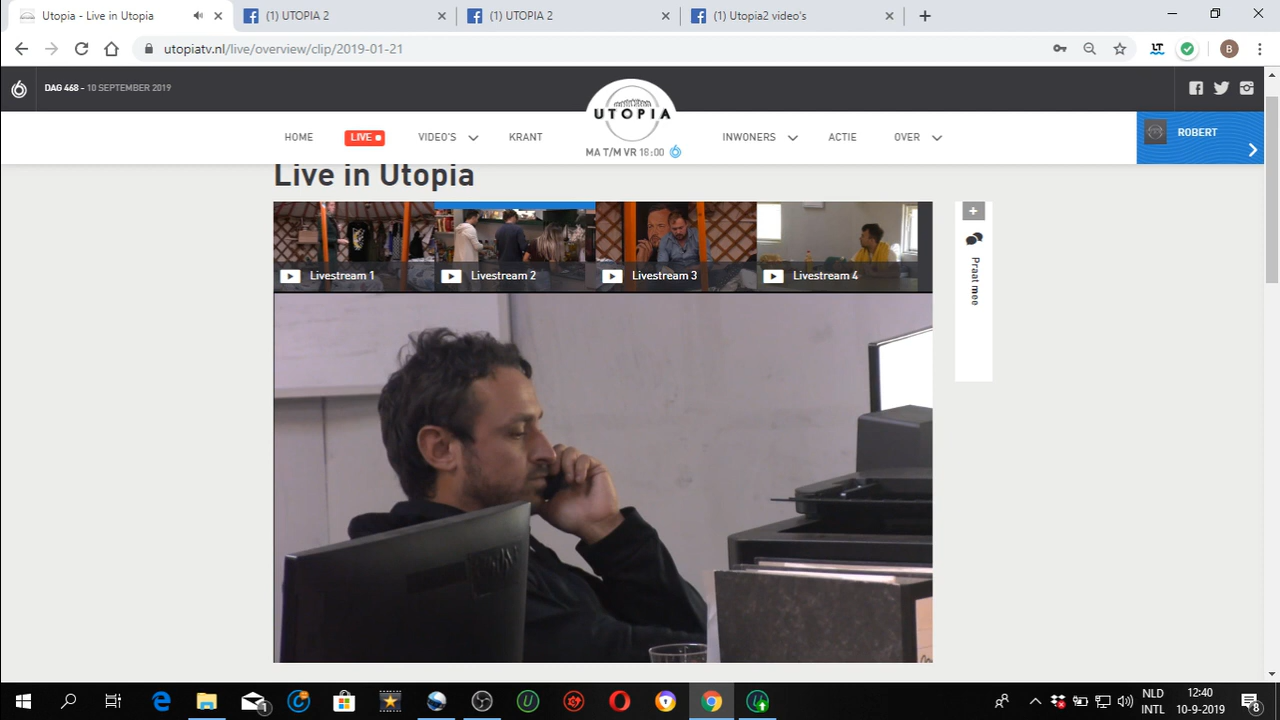 Utopia - Live in Utopia
(1) UTOPIA 2
(1) UTOPIA 2
(1) Utopia2 video's
utopiatv.nl/live/overview/clip/2019-01-21
LT
B
DAG 468 - 10 SEPTEMBER 2019
UTOPIA
HOME
LIVE
VIDEO'S
KRANT
MA T/M VR 18:00
INWONERS
ACTIE
OVER
ROBERT
Live in Utopia
Livestream 1
Livestream 2
Livestream 3
Livestream 4
+
Praat mee
1
NLD
INTL
12:40
10-9-2019
8